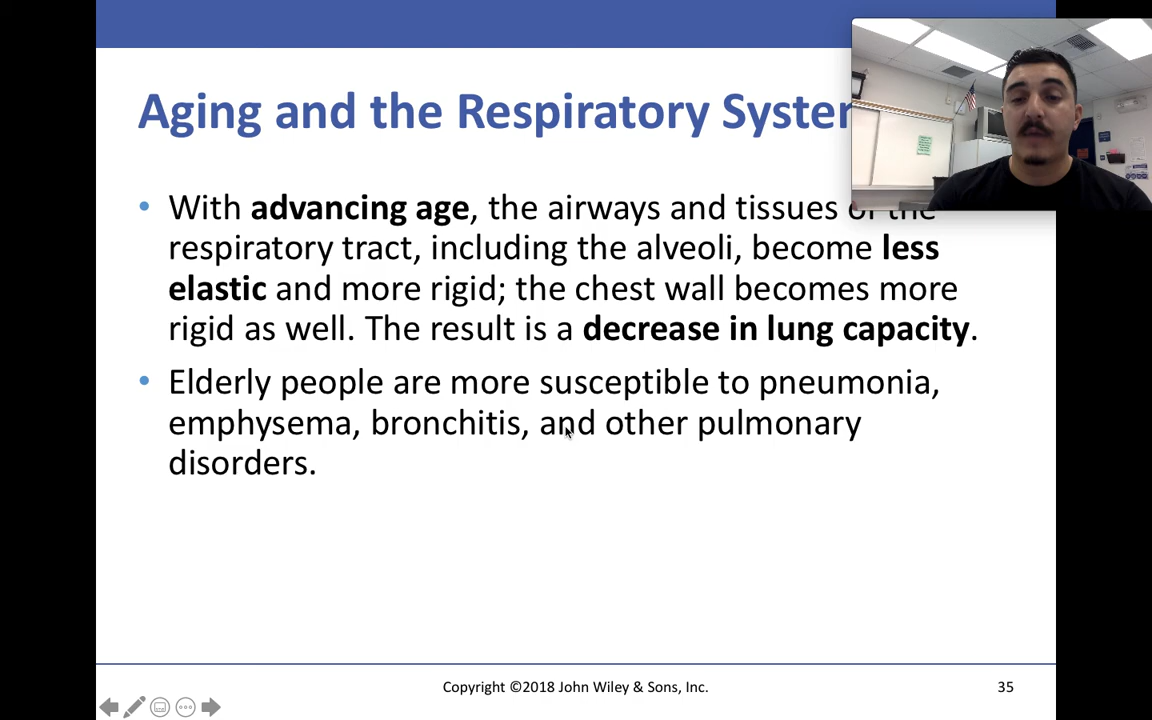 Aging and the Respiratory
• With advancing age, the airways and tissues of the
respiratory tract, including the alveoli, become less
elastic and more rigid; the chest wall becomes more
rigid as well. The result is a decrease in lung capacity.
• Elderly people are more susceptible to pneumonia,
emphysema, bronchitis, and other pulmonary
disorders.
Copyright ©2018 John Wiley & Sons, Inc.
35